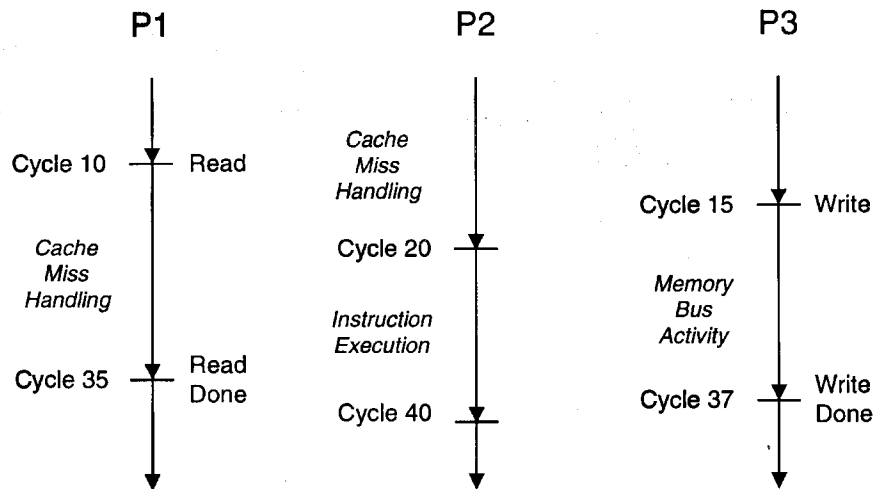 P1
P2
P3
Cycle 10
Read
Cache
Miss
Handling
Cycle 35
Read
Done
Cache
Miss
Handling
Cycle 20
Instruction
Execution
Cycle 40
Cycle 15
Write
Memory
Bus
Activity
Cycle 37
Write
Done